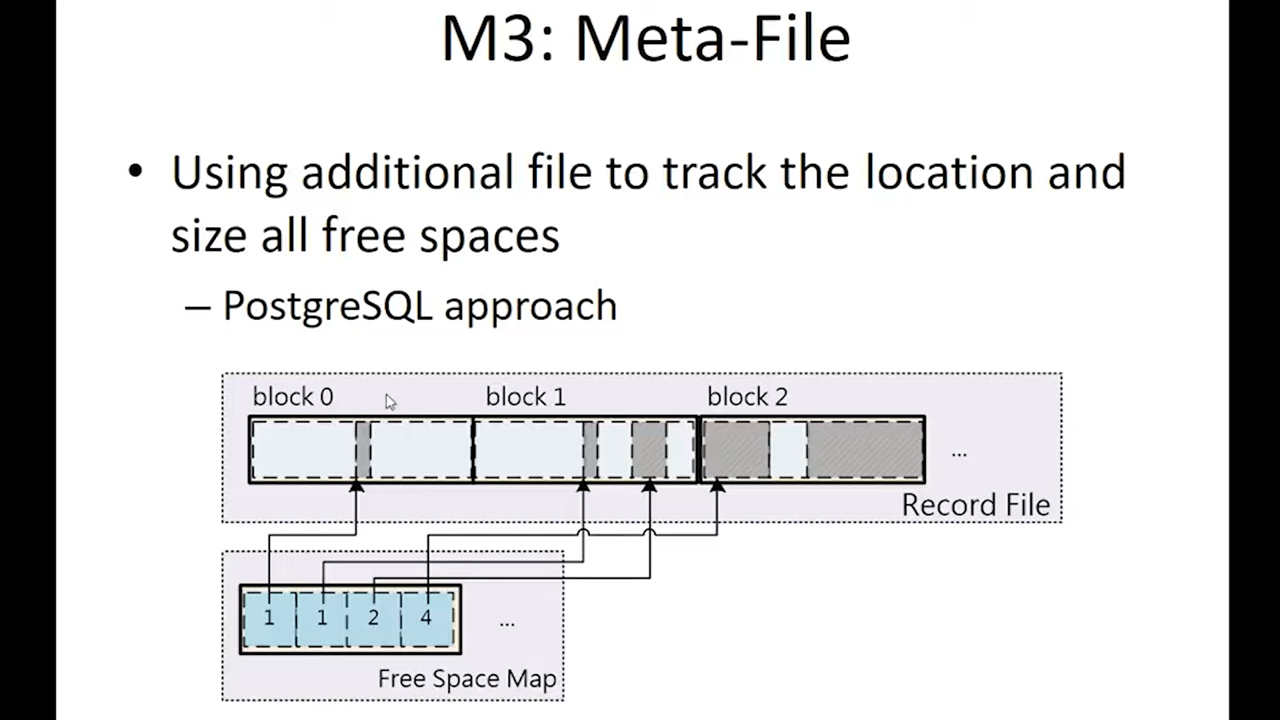 M3: Meta-File
• Using additional file to track the location and
size all free spaces
– PostgreSQL approach
block 0 block 1 block 2
...
Record File
1 1 2 4 ...
Free Space Map